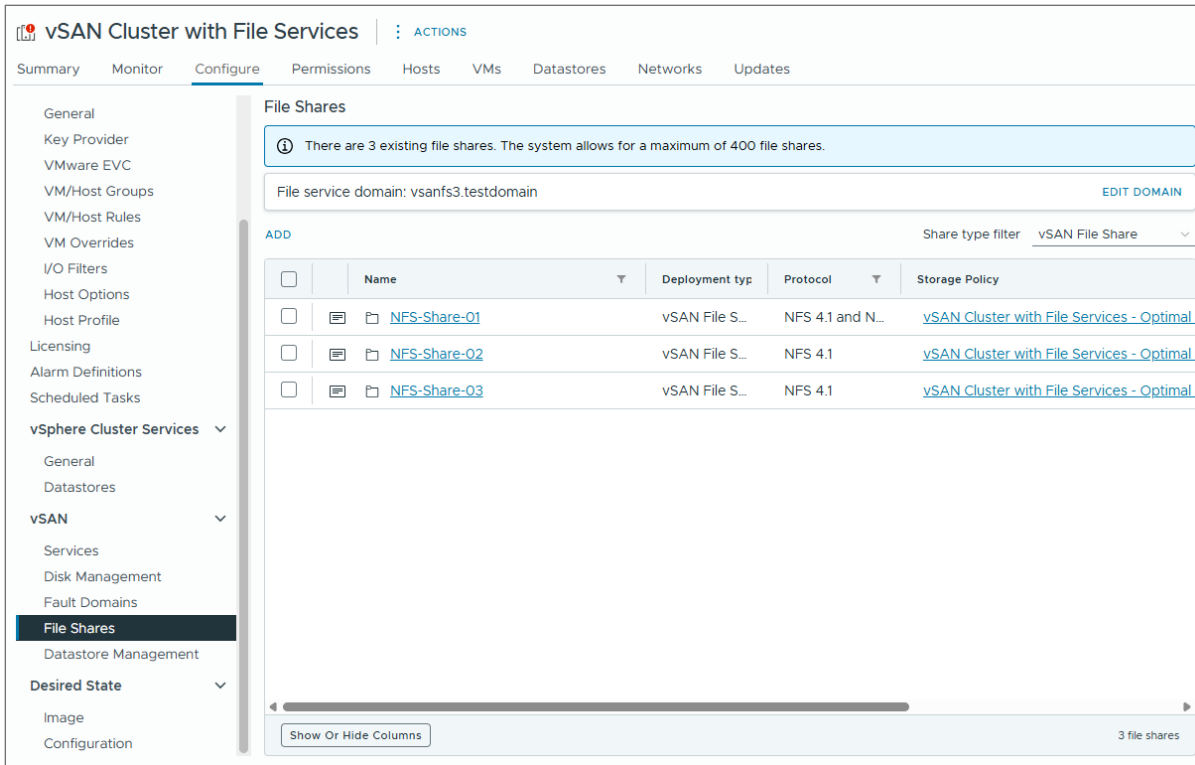 vSAN Cluster with File Services ACTIONS
Summary Monitor Configure Permissions Hosts VMs Datastores Networks Updates
General
Key Provider
VMware EVC
VM/Host Groups
VM/Host Rules
VM Overrides
I/O Filters
Host Options
Host Profile
Licensing
Alarm Definitions
Scheduled Tasks
vSphere Cluster Services
General
Datastores
vSAN
Services
Disk Management
Fault Domains
File Shares
Datastore Management
Desired State
Image
Configuration
File Shares
There are 3 existing file shares. The system allows for a maximum of 400 file shares.
File service domain: vsanfs3.testdomain EDIT DOMAIN
ADD Share type filter vSAN File Share
Name Deployment typ Protocol Storage Policy
NFS-Share-01 vSAN File S... NFS 4.1 and N... vSAN Cluster with File Services - Optimal
NFS-Share-02 vSAN File S... NFS 4.1 vSAN Cluster with File Services - Optimal
NFS-Share-03 vSAN File S... NFS 4.1 vSAN Cluster with File Services - Optimal
Show Or Hide Columns 3 file shares